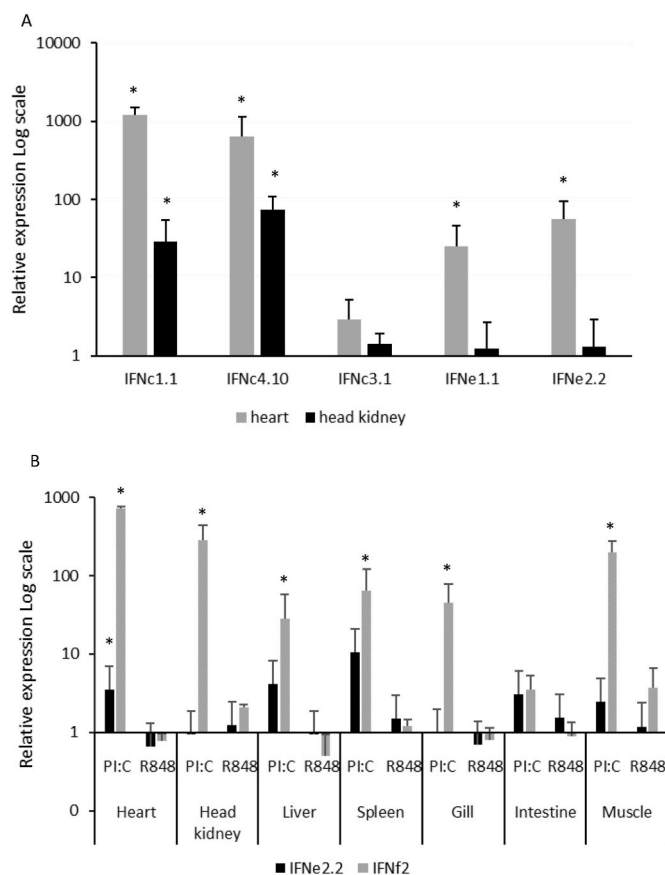 A
Relative expression Log scale
10000
1000
100
10
1
* * * * * *
IFNc1.1 IFNc4.10 IFNc3.1 IFNe1.1 IFNe2.2
heart head kidney
B
Relative expression Log scale
1000
100
10
1
0
* * * * * * *
PI:C R848 PI:C R848 PI:C R848 PI:C R848 PI:C R848 PI:C R848 PI:C R848
Heart Head kidney Liver Spleen Gill Intestine Muscle
IFNe2.2 IFNf2